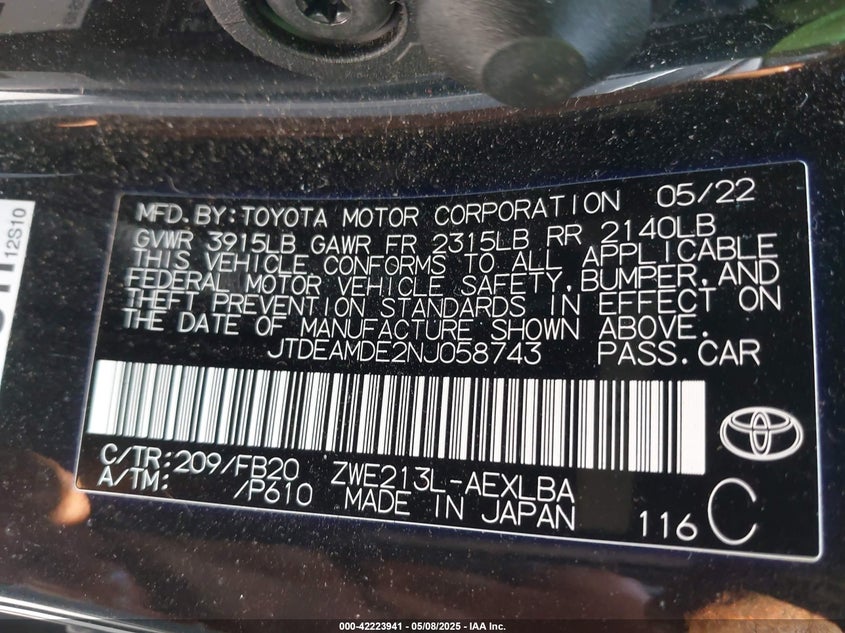 12S10
MFD.BY:TOYOTA MOTOR CORPORATION 05/22
GVWR 3915LB GAWR FR 2315LB RR 2140LB
THIS VEHICLE CONFORMS TO ALL APPLICABLE
FEDERAL MOTOR VEHICLE SAFETY,BUMPER,AND
THEFT PREVENTION STANDARDS IN EFFECT ON
THE DATE OF MANUFACTURE SHOWN ABOVE.
JTDEAMDE2NJ058743 PASS.CAR
C/TR:209/FB20 ZWE213L-AEXLBA
A/TM: /P610 MADE IN JAPAN
116 C
000-42223941 - 05/08/2025 - IAA Inc.